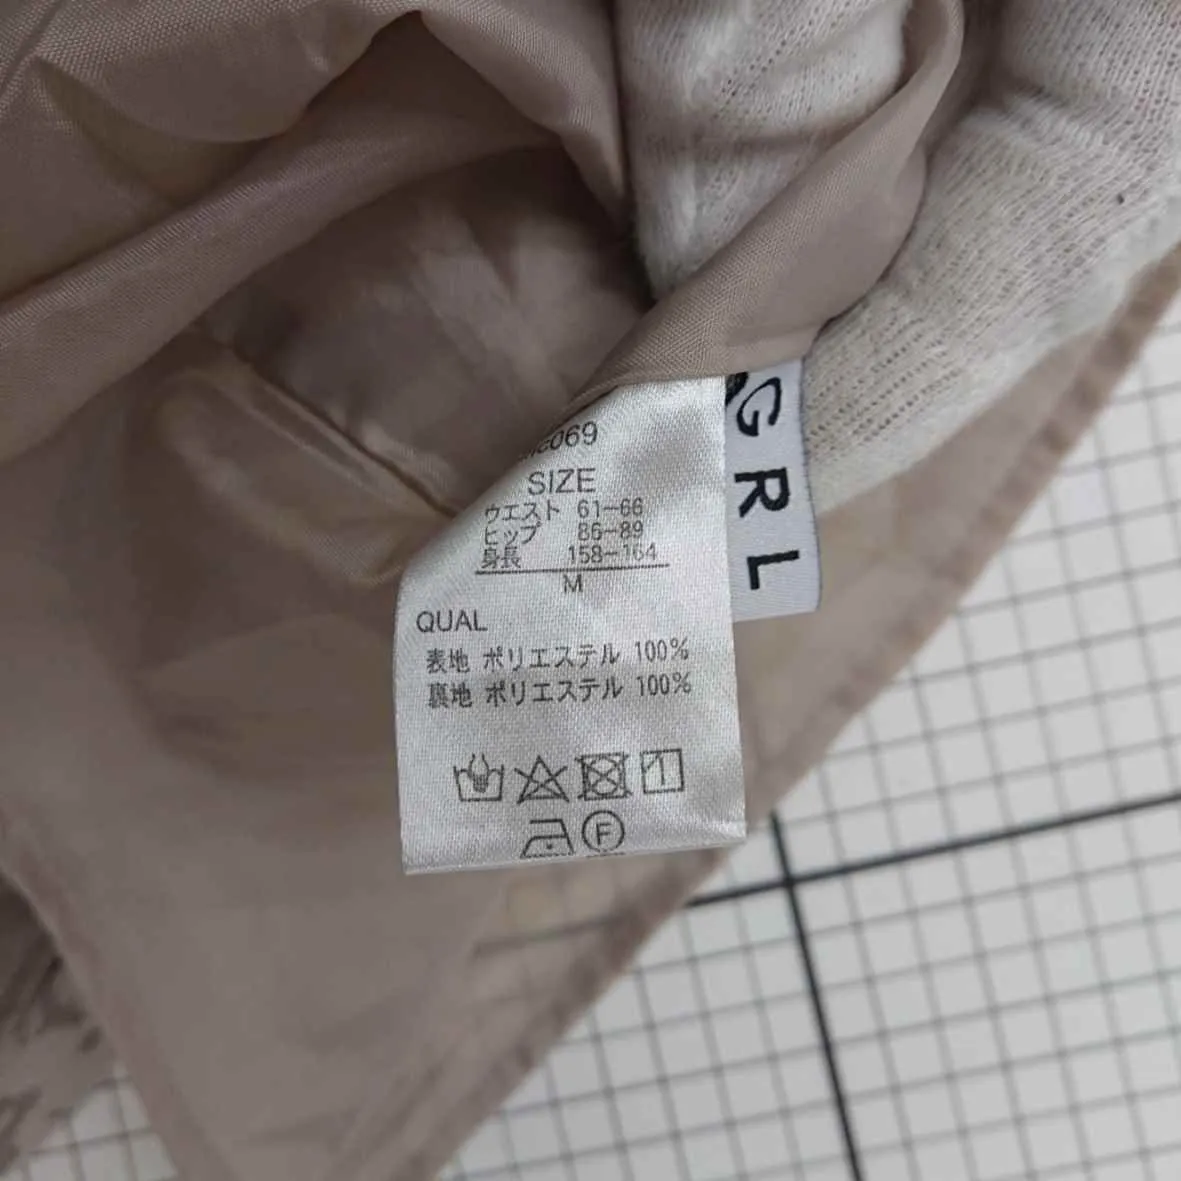 SIZE
ウエスト 61-66
ヒップ 86-89
身長 158-164
M
QUAL
表地 ポリエステル 100%
裏地 ポリエステル 100%
F
GRL